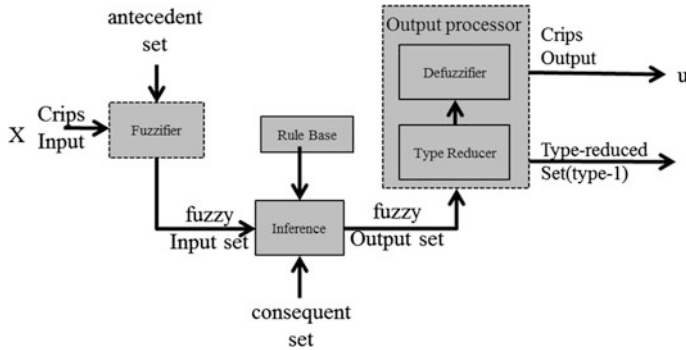 antecedent
set
X
Crips
Input
Fuzzifier
Rule Base
fuzzy
Input set
Inference
consequent
set
fuzzy
Output set
Output processor
Defuzzifier
Type Reducer
Crips
Output
u
Type-reduced
Set(type-1)